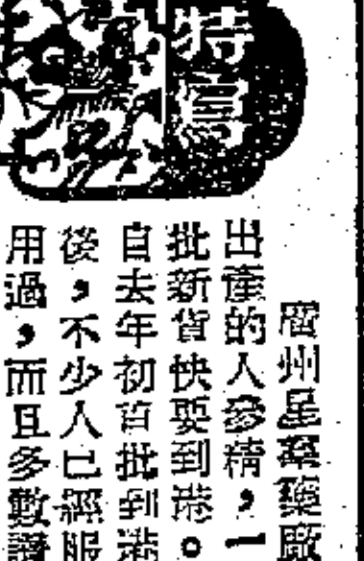 特寫
廣州星羣藥廠
出產的人參精，一
批新貨快要到港。
自去年初首批到港
後，不少人已經服
用過，而且多數讚